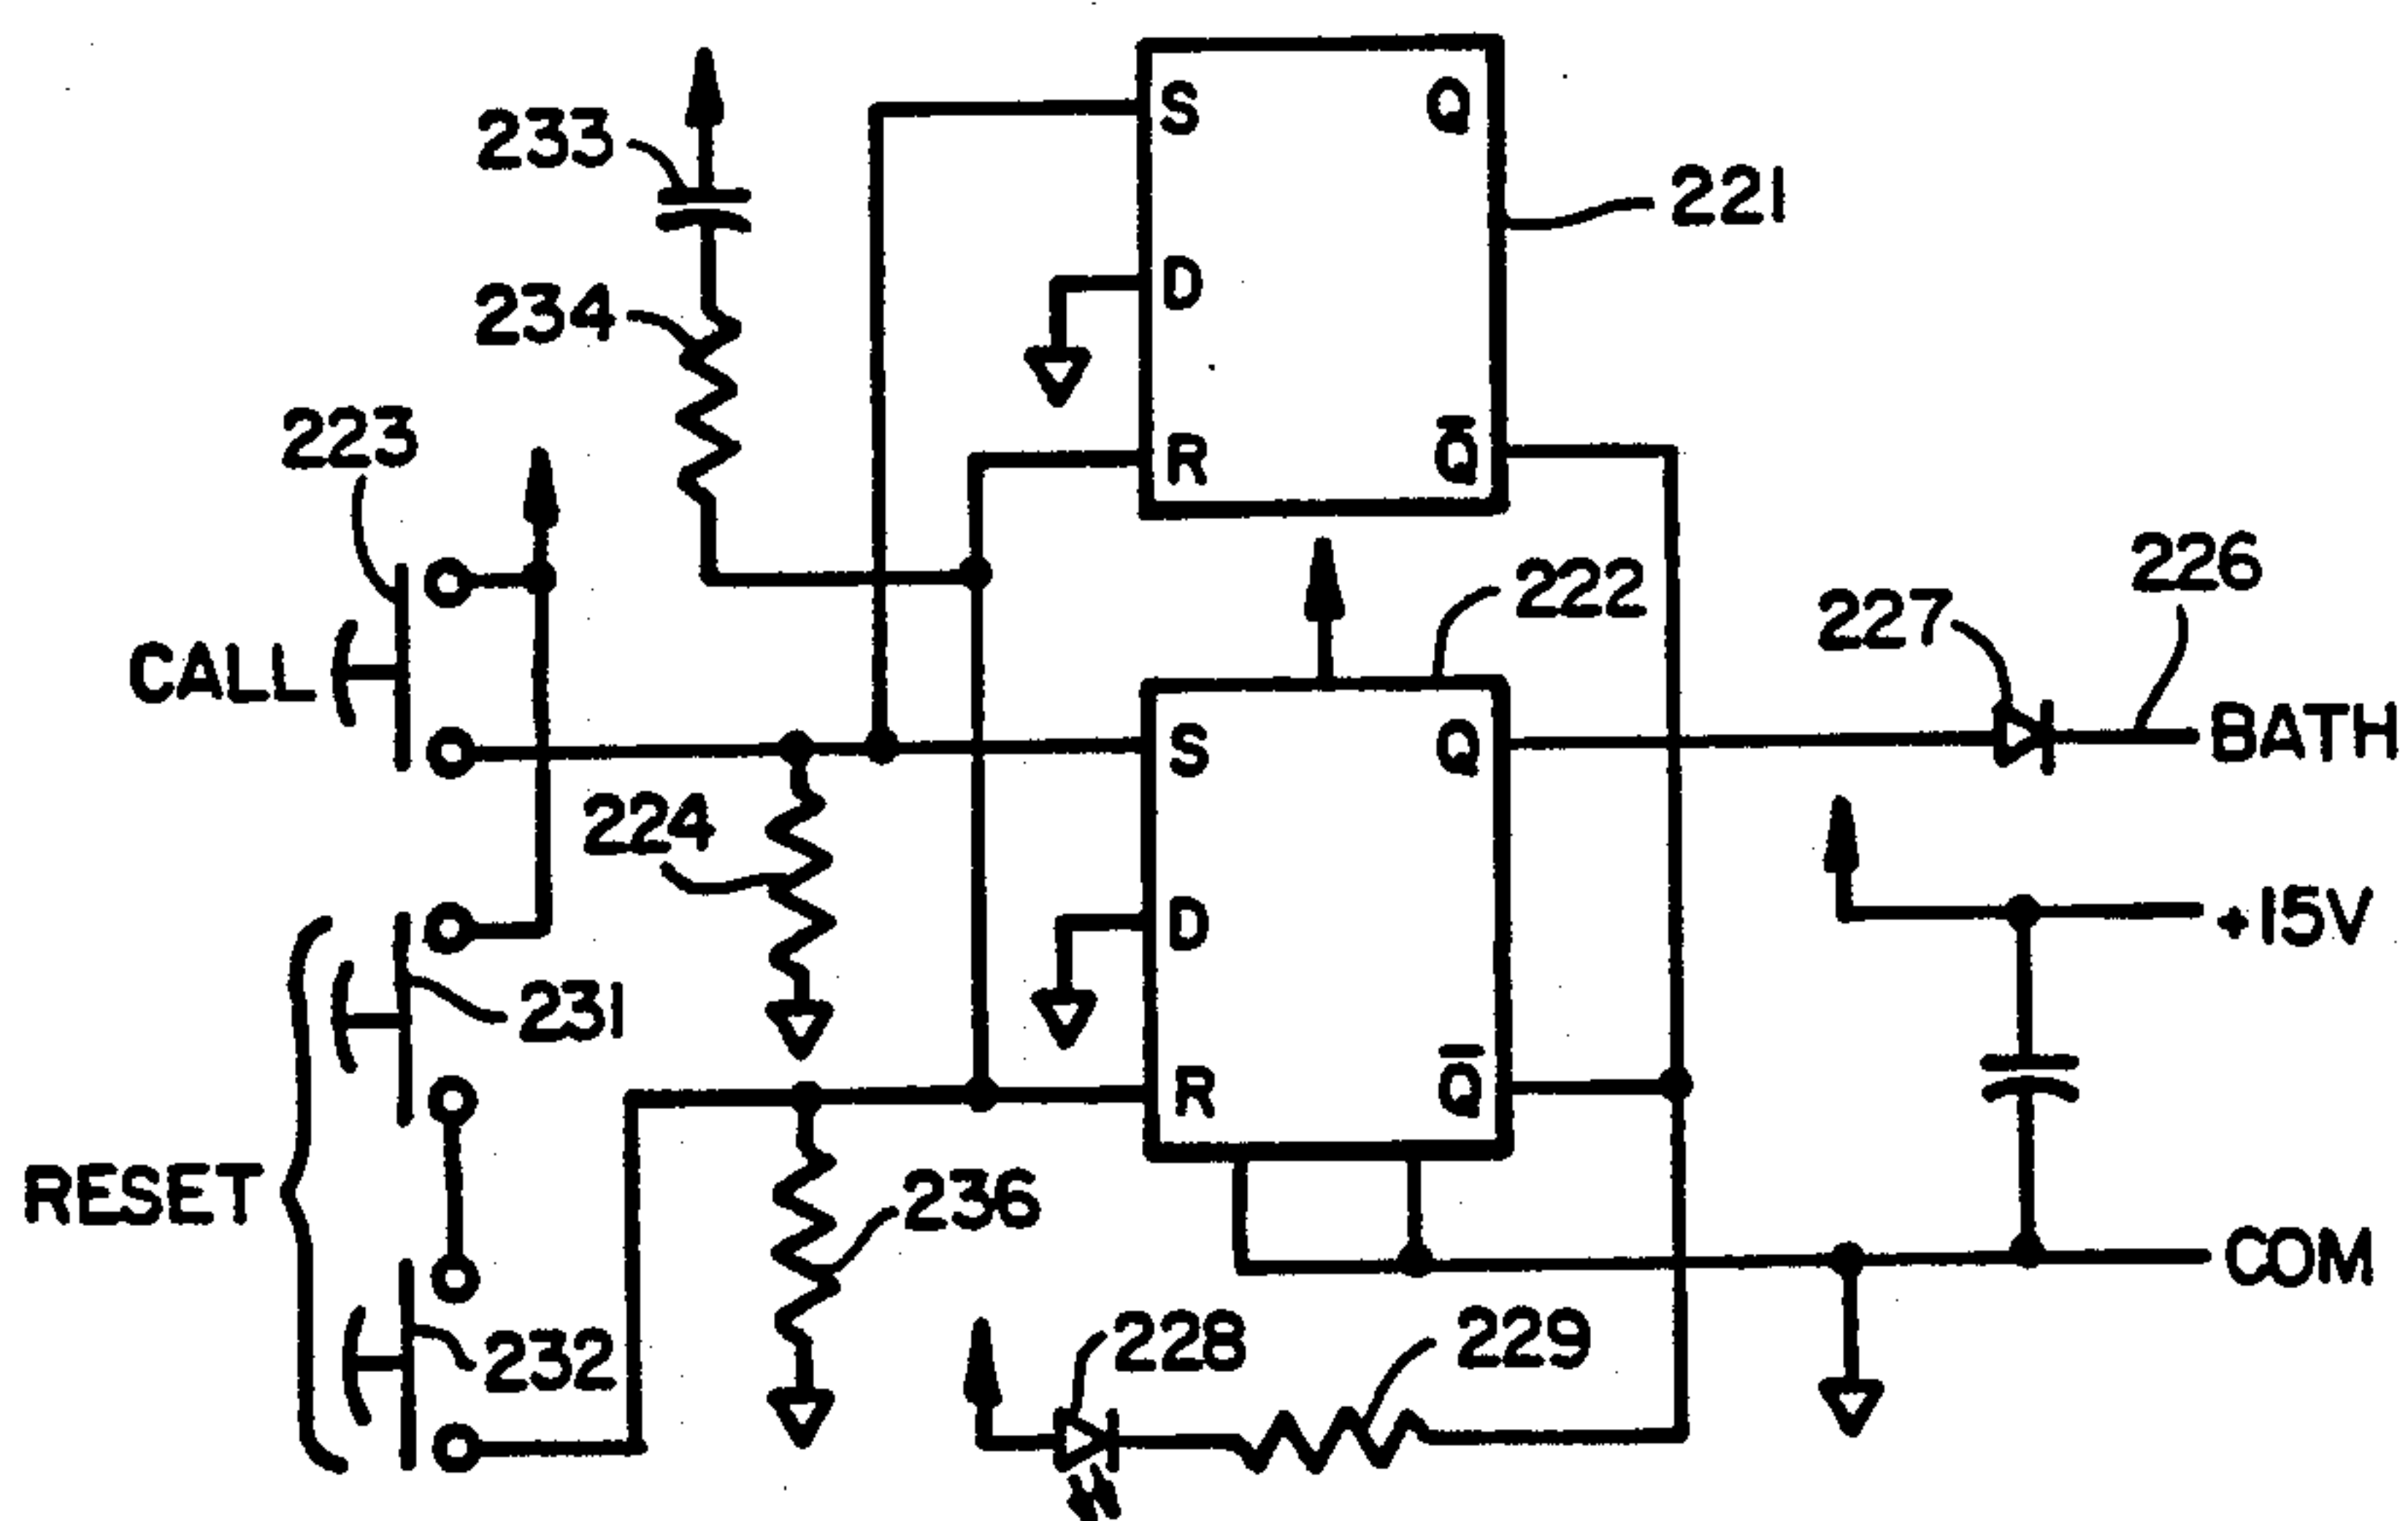 S
Q
233
221
D
234
223
R
Q̅
222
226
227
CALL
S
Q
BATH
224
D
+15V
231
R
Q̅
RESET
236
COM
228
229
232